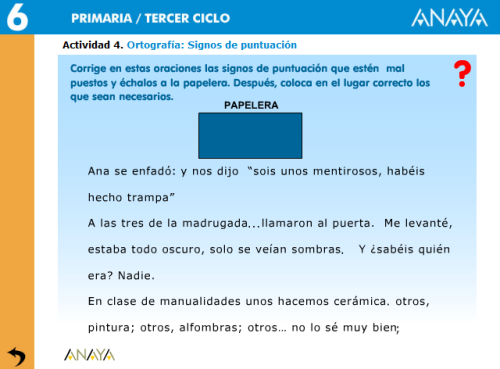 6 PRIMARIA / TERCER CICLO ANAYA
Actividad 4. Ortografía: Signos de puntuación
Corrige en estas oraciones las signos de puntuación que estén mal
puestos y échalos a la papelera. Después, coloca en el lugar correcto los
que sean necesarios.
?
PAPELERA
Ana se enfadó: y nos dijo “sois unos mentirosos, habéis
hecho trampa”
A las tres de la madrugada...llamaron al puerta. Me levanté,
estaba todo oscuro, solo se veían sombras. Y ¿sabéis quién
era? Nadie.
En clase de manualidades unos hacemos cerámica. otros,
pintura; otros, alfombras; otros... no lo sé muy bien;
ANAYA